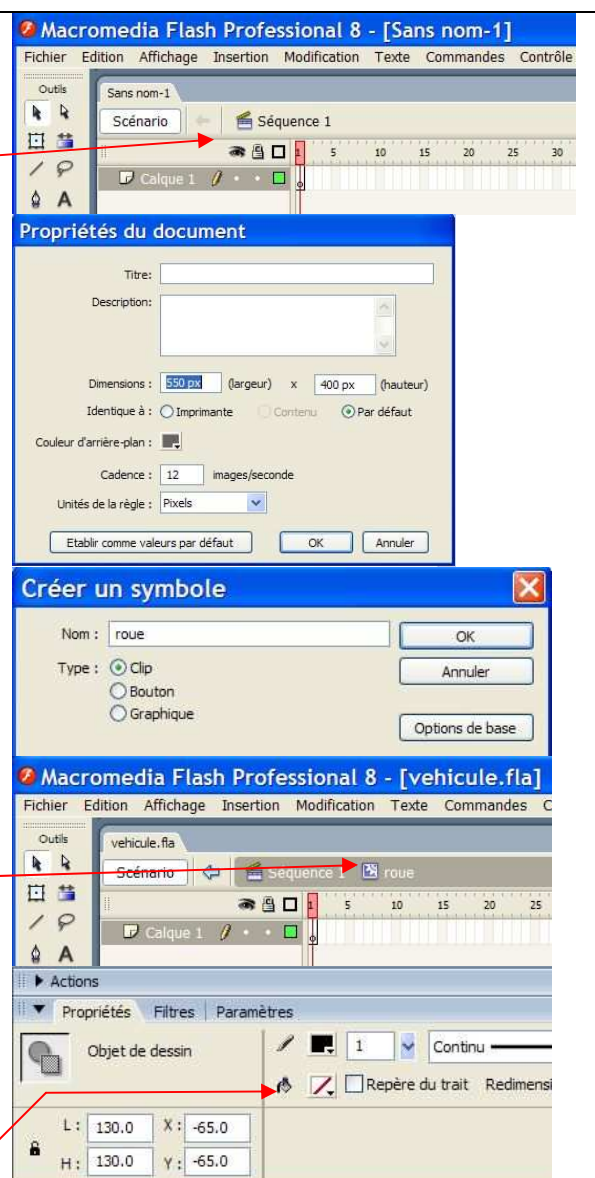 Macromedia Flash Professional 8 - [Sans nom-1]
Fichier Edition Affichage Insertion Modification Texte Commandes Contrôle
Outils
Sans nom-1
Scénario Séquence 1
1 5 10 15 20 25 30
Calque 1
A
Propriétés du document
Titre:
Description:
Dimensions : 550 px (largeur) x 400 px (hauteur)
Identique à : Imprimante Contenu Par défaut
Couleur d'arrière-plan :
Cadence : 12 images/seconde
Unités de la règle : Pixels
Etablir comme valeurs par défaut OK Annuler
Créer un symbole
Nom : roue OK
Type : Clip Annuler
Bouton
Graphique
Options de base
Macromedia Flash Professional 8 - [vehicule.fla]
Fichier Edition Affichage Insertion Modification Texte Commandes C
Outils
vehicule.fla
Scénario Séquence 1 roue
1 5 10 15 20 25
Calque 1
A
Actions
Propriétés Filtres Paramètres
Objet de dessin 1 Continu
Repère du trait Redimensi
L : 130.0 X : -65.0
H : 130.0 Y : -65.0